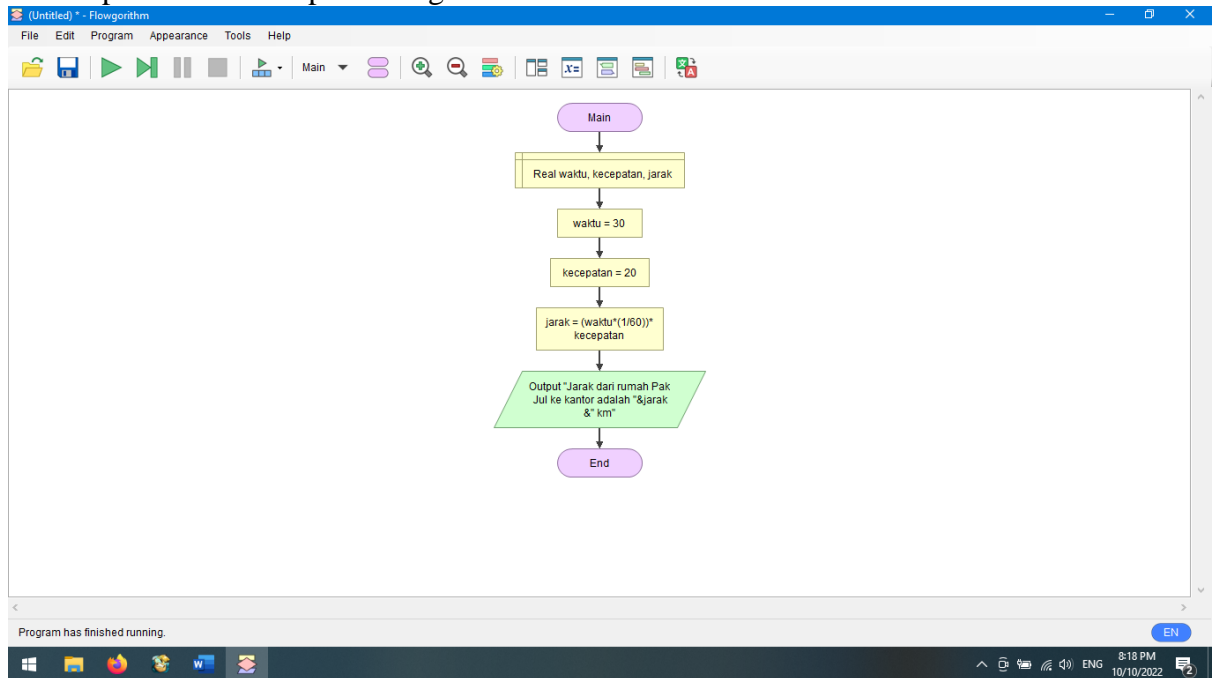 (Untitled) * - Flowgorithm
File Edit Program Appearance Tools Help
Main
x=
Main
Real waktu, kecepatan, jarak
waktu = 30
kecepatan = 20
jarak = (waktu*(1/60))*
kecepatan
Output "Jarak dari rumah Pak
Jul ke kantor adalah "&jarak
&" km"
End
Program has finished running.
EN
ENG
8:18 PM
10/10/2022
2